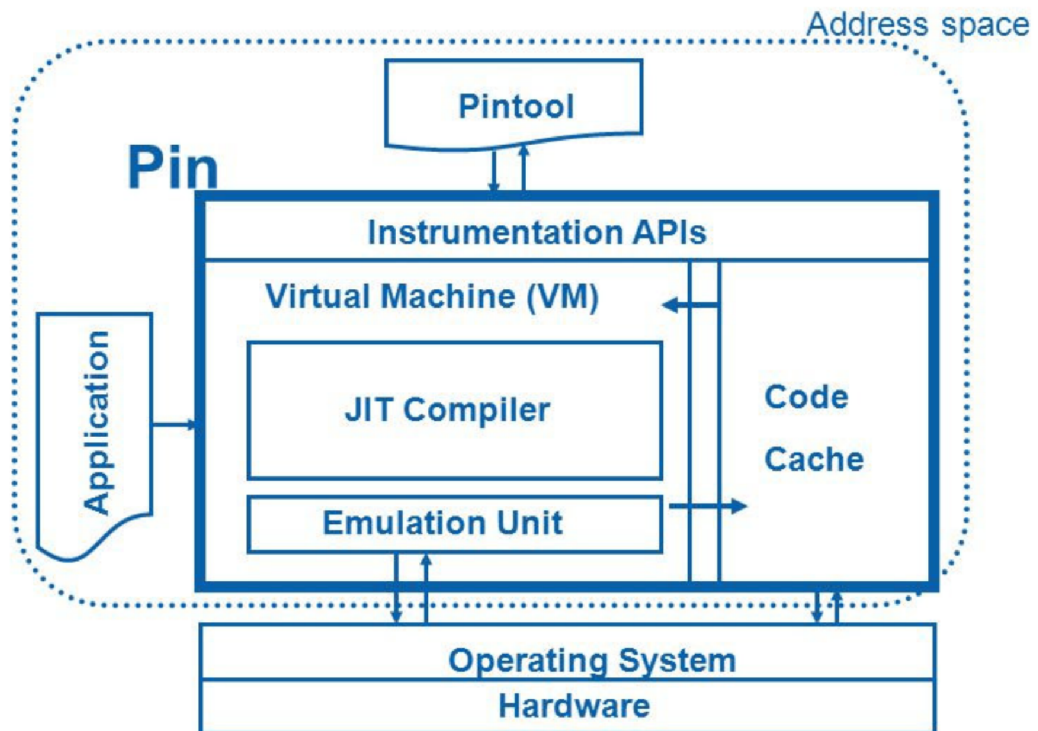 Address space
Pintool
Pin
Instrumentation APIs
Virtual Machine (VM)
Application
JIT Compiler
Code
Cache
Emulation Unit
Operating System
Hardware